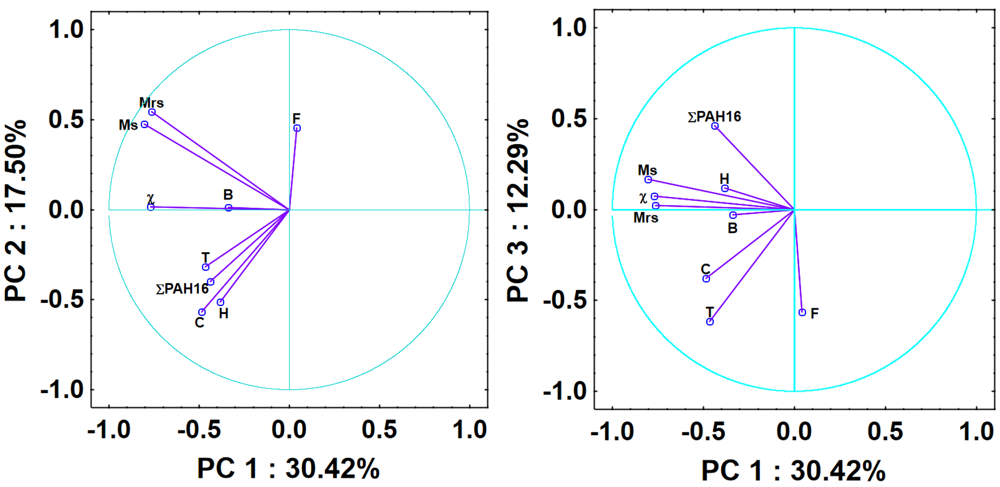 PC 2 : 17.50%
1.0
0.5
0.0
-0.5
-1.0
Mrs
Ms
F
χ
B
T
ΣPAH16
C
H
-1.0 -0.5 0.0 0.5 1.0
PC 1 : 30.42%
PC 3 : 12.29%
1.0
0.5
0.0
-0.5
-1.0
ΣPAH16
Ms
H
χ
Mrs
B
C
T
F
-1.0 -0.5 0.0 0.5 1.0
PC 1 : 30.42%